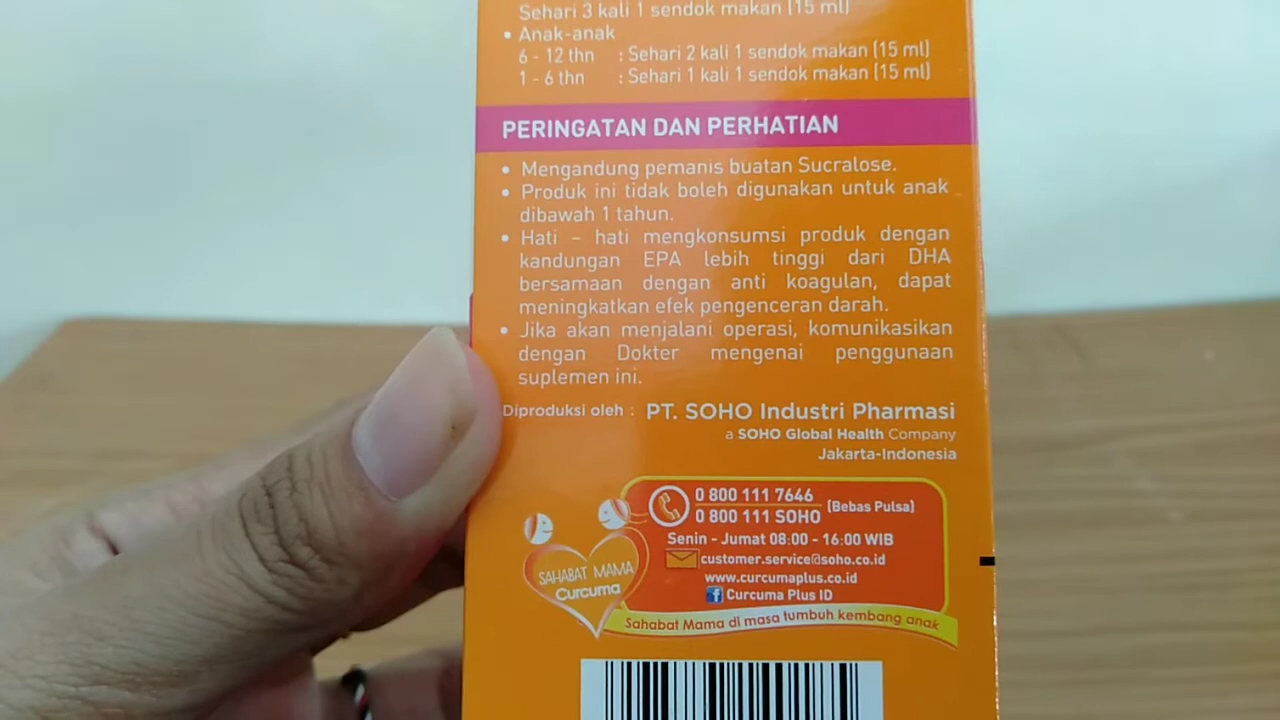 Sehari 3 kali 1 sendok makan (15 ml)
• Anak-anak
6 - 12 thn : Sehari 2 kali 1 sendok makan (15 ml)
1 - 6 thn : Sehari 1 kali 1 sendok makan (15 ml)
PERINGATAN DAN PERHATIAN
• Mengandung pemanis buatan Sucralose.
• Produk ini tidak boleh digunakan untuk anak
dibawah 1 tahun.
• Hati – hati mengkonsumsi produk dengan
kandungan EPA lebih tinggi dari DHA
bersamaan dengan anti koagulan, dapat
meningkatkan efek pengenceran darah.
• Jika akan menjalani operasi, komunikasikan
dengan Dokter mengenai penggunaan
suplemen ini.
Diproduksi oleh : PT. SOHO Industri Pharmasi
a SOHO Global Health Company
Jakarta-Indonesia
0 800 111 7646
0 800 111 SOHO (Bebas Pulsa)
Senin - Jumat 08:00 - 16:00 WIB
customer.service@soho.co.id
www.curcumaplus.co.id
Curcuma Plus ID
SAHABAT MAMA
Curcuma
Sahabat Mama di masa tumbuh kembang anak